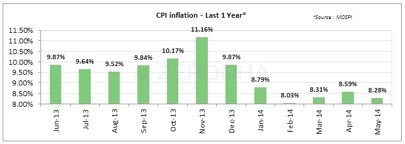 CPI inflation - Last 1 Year*
*Source : MOSPI
11.50%
11.00%
10.50%
10.00%
9.50%
9.00%
8.50%
8.00%
9.87%
9.64%
9.52%
9.84%
10.17%
11.16%
9.87%
8.79%
8.03%
8.31%
8.59%
8.28%
Jun-13
Jul-13
Aug-13
Sep-13
Oct-13
Nov-13
Dec-13
Jan-14
Feb-14
Mar-14
Apr-14
May-14
ZERODHA